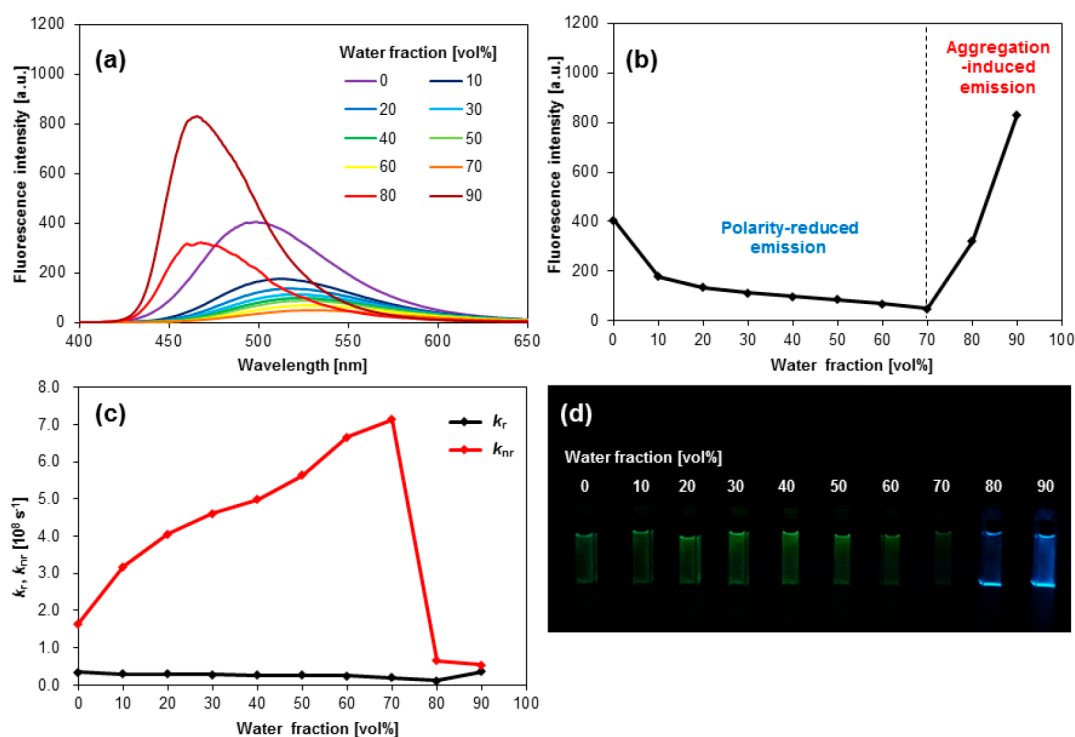 (a)
Fluorescence intensity [a.u.]
1200
1000
800
600
400
200
0
Water fraction [vol%]
0 10
20 30
40 50
60 70
80 90
400 450 500 550 600 650
Wavelength [nm]
(b)
Fluorescence intensity [a.u.]
1200
1000
800
600
400
200
0
Aggregation
-induced
emission
Polarity-reduced
emission
0 10 20 30 40 50 60 70 80 90 100
Water fraction [vol%]
(c)
kr, knr [10⁸ s⁻¹]
8.0
7.0
6.0
5.0
4.0
3.0
2.0
1.0
0.0
kr
knr
0 10 20 30 40 50 60 70 80 90 100
Water fraction [vol%]
(d)
Water fraction [vol%]
0 10 20 30 40 50 60 70 80 90